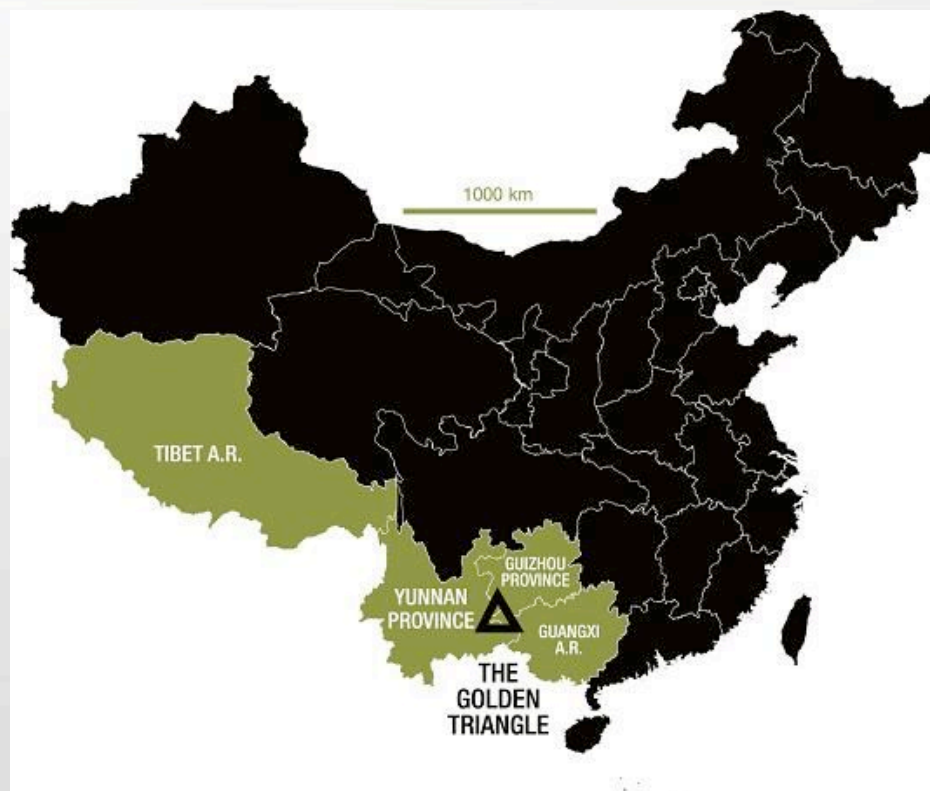 1000 km
TIBET A.R.
GUIZHOU
PROVINCE
YUNNAN
PROVINCE
GUANGXI
A.R.
THE
GOLDEN
TRIANGLE